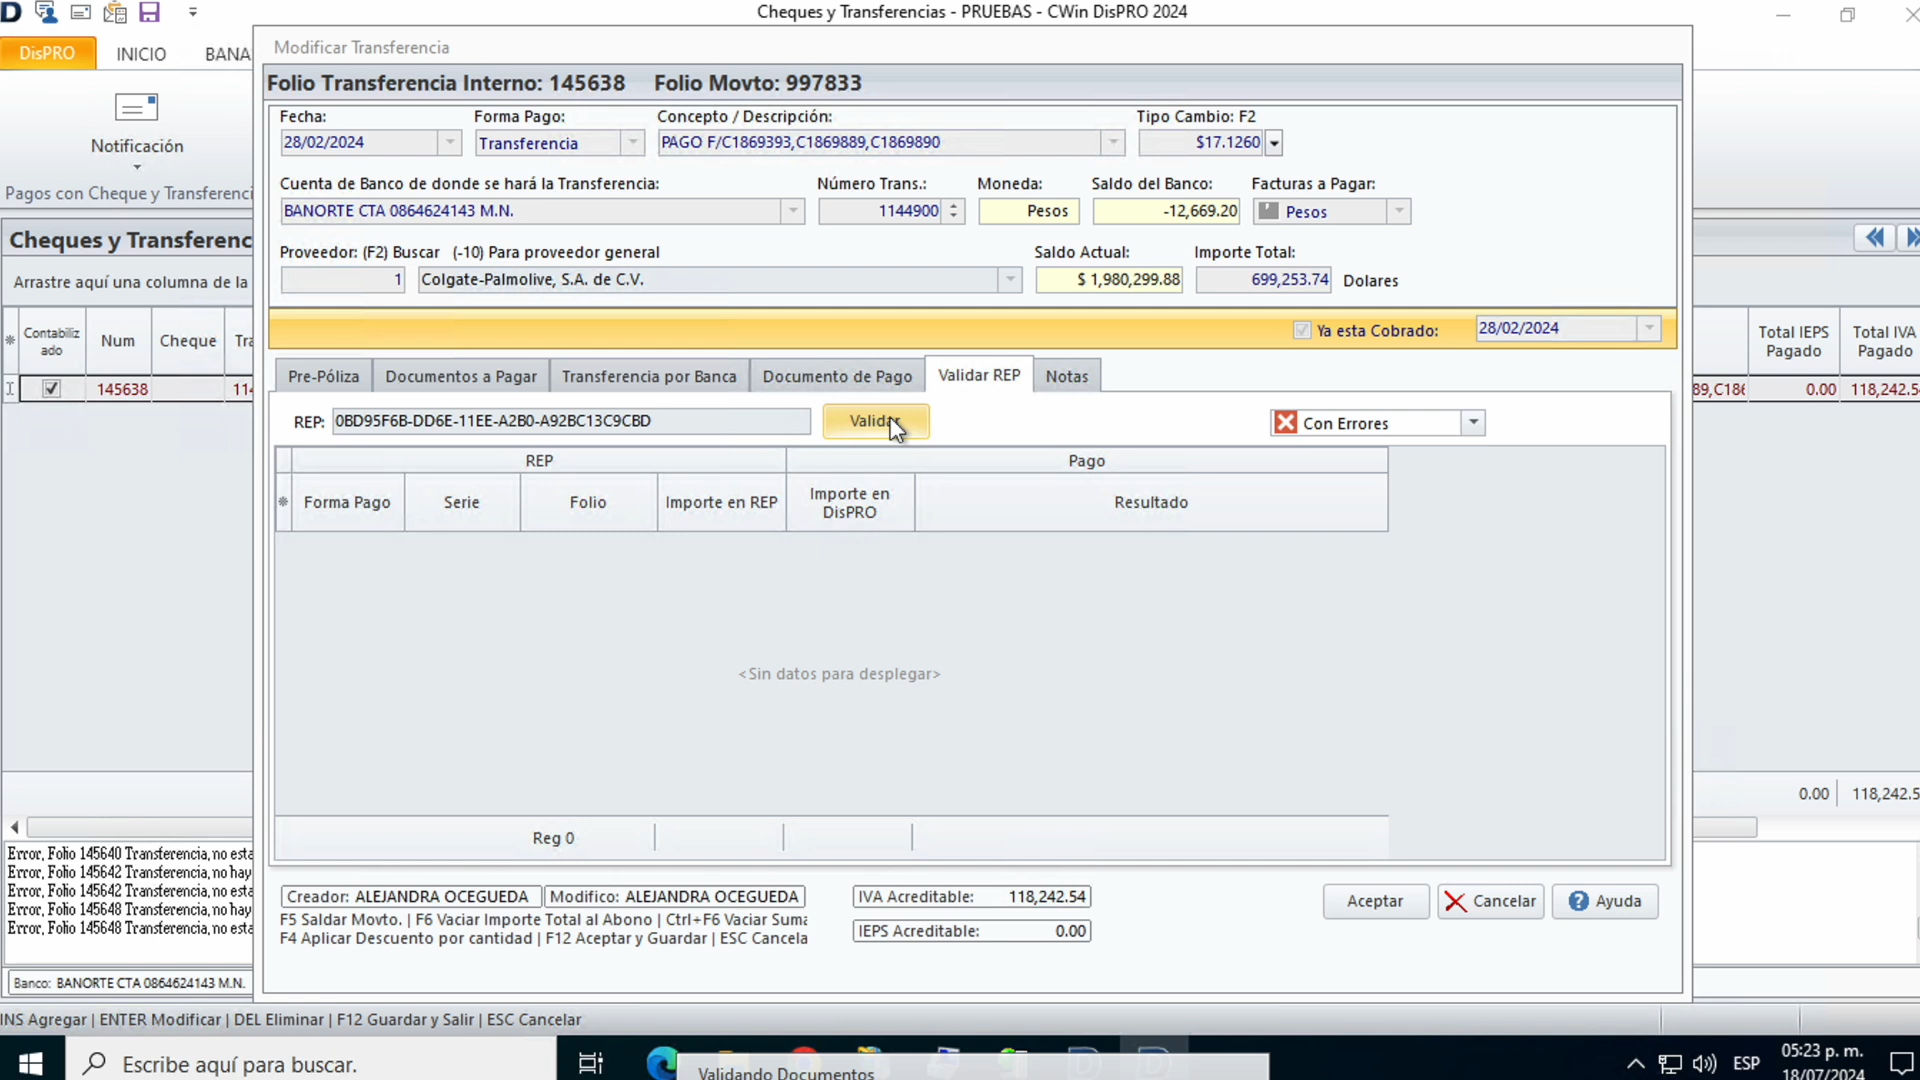 Cheques y Transferencias - PRUEBAS - CWin DisPRO 2024
DisPRO
INICIO
BANA
Notificación
Pagos con Cheque y Transferenci
Modificar Transferencia
Folio Transferencia Interno: 145638 Folio Movto: 997833
Fecha:
Forma Pago:
Concepto / Descripción:
Tipo Cambio: F2
28/02/2024
Transferencia
PAGO F/C1869393,C1869889,C1869890
$17.1260
Cuenta de Banco de donde se hará la Transferencia:
Número Trans.:
Moneda:
Saldo del Banco:
Facturas a Pagar:
BANORTE CTA 0864624143 M.N.
1144900
Pesos
-12,669.20
Pesos
Proveedor: (F2) Buscar (-10) Para proveedor general
Saldo Actual:
Importe Total:
1
Colgate-Palmolive, S.A. de C.V.
$ 1,980,299.88
699,253.74
Dolares
Ya esta Cobrado:
28/02/2024
Cheques y Transferenc
Arrastre aquí una columna de la
Contabiliz
ado
Num
Cheque
Tra
Total IEPS
Pagado
Total IVA
Pagado
145638
114
89,C186
0.00
118,242.5
Pre-Póliza
Documentos a Pagar
Transferencia por Banca
Documento de Pago
Validar REP
Notas
REP:
0BD95F6B-DD6E-11EE-A2B0-A92BC13C9CBD
Validar
Con Errores
REP
Pago
Forma Pago
Serie
Folio
Importe en REP
Importe en
DisPRO
Resultado
<Sin datos para desplegar>
Reg 0
0.00
118,242.5
Error, Folio 145640 Transferencia, no esta
Error, Folio 145642 Transferencia, no hay
Error, Folio 145642 Transferencia, no esta
Error, Folio 145648 Transferencia, no hay
Error, Folio 145648 Transferencia, no esta
Creador: ALEJANDRA OCEGUEDA
Modifico: ALEJANDRA OCEGUEDA
IVA Acreditable: 118,242.54
Aceptar
Cancelar
Ayuda
F5 Saldar Movto. | F6 Vaciar Importe Total al Abono | Ctrl+F6 Vaciar Suma
F4 Aplicar Descuento por cantidad | F12 Aceptar y Guardar | ESC Cancela
IEPS Acreditable: 0.00
Banco: BANORTE CTA 0864624143 M.N.
INS Agregar | ENTER Modificar | DEL Eliminar | F12 Guardar y Salir | ESC Cancelar
Escribe aquí para buscar.
Validando Documentos
ESP
05:23 p. m.
18/07/2024